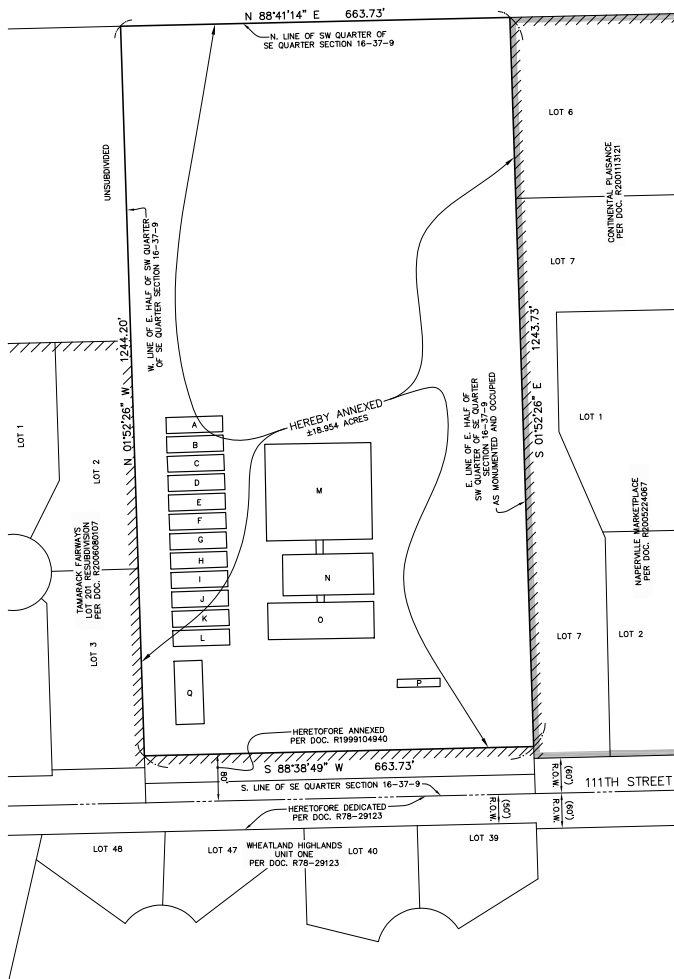 N 88°41'14" E 663.73'
N. LINE OF SW QUARTER OF
SE QUARTER SECTION 16-37-9
UNSUBDIVIDED
LOT 6
CONTINENTAL PLAISANCE
PER DOC. R2001113121
LOT 7
W. LINE OF E. HALF OF SW QUARTER
OF SE QUARTER SECTION 16-37-9
N 01°52'26" W 1244.20'
S 01°52'26" E 1243.73'
E. LINE OF E. HALF OF
SW QUARTER OF SE QUARTER
SECTION 16-37-9
AS MONUMENTED AND OCCUPIED
HEREBY ANNEXED
±18.954 ACRES
LOT 1
LOT 2
LOT 1
A
B
C
D
E
F
G
H
I
J
K
L
M
N
O
P
Q
TAMARACK FAIRWAYS
LOT 201 RESUBDIVISION
PER DOC. R2006080107
LOT 3
NAPERVILLE MARKETPLACE
PER DOC. R2005224067
LOT 7
LOT 2
HERETOFORE ANNEXED
PER DOC. R1999104940
S 88°38'49" W 663.73'
80'
S. LINE OF SE QUARTER SECTION 16-37-9
HERETOFORE DEDICATED
PER DOC. R78-29123
R.O.W.
(50')
R.O.W.
(60')
R.O.W.
(60')
111TH STREET
LOT 48
LOT 47
WHEATLAND HIGHLANDS
UNIT ONE
PER DOC. R78-29123
LOT 40
LOT 39